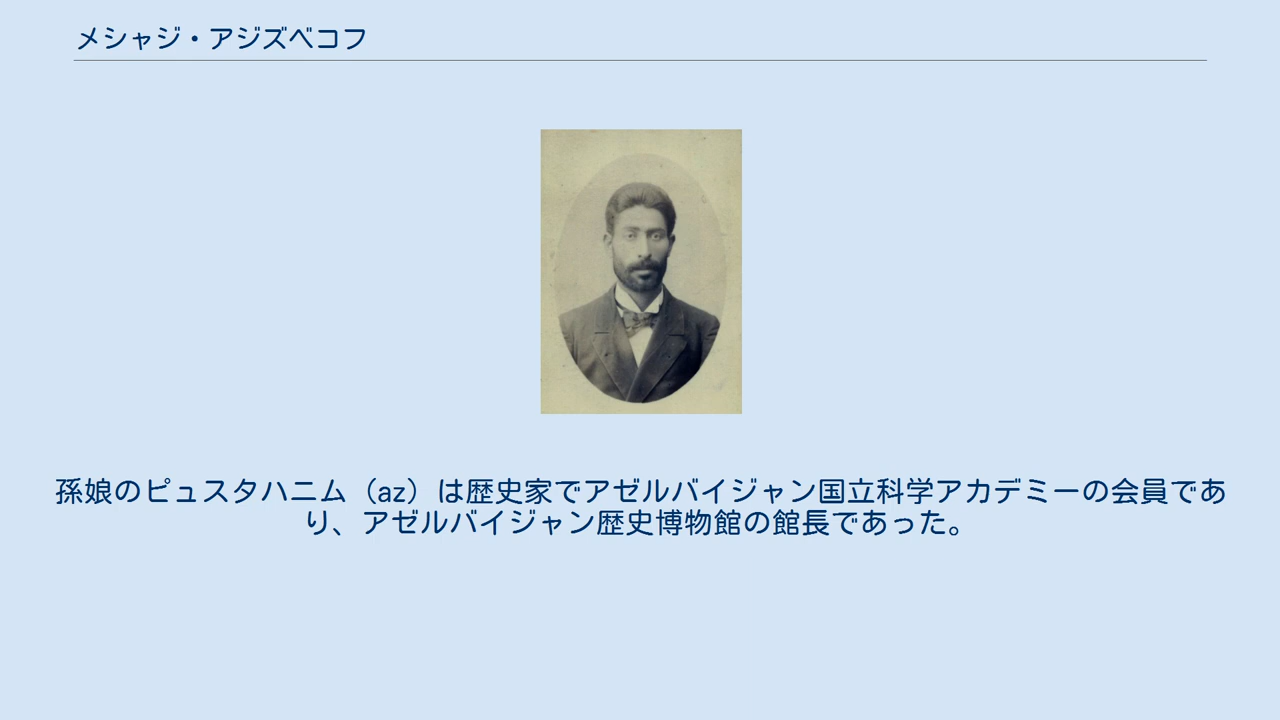 メシャジ・アジズベコフ
孫娘のピュスタハニム（az）は歴史家でアゼルバイジャン国立科学アカデミーの会員であ
り、アゼルバイジャン歴史博物館の館長であった。